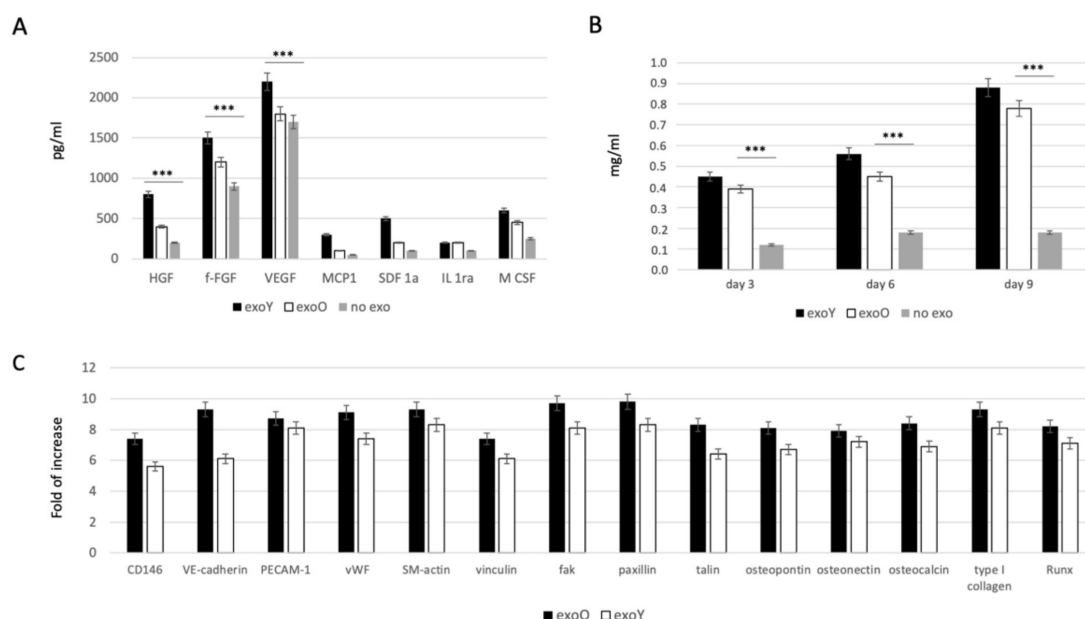 A
2500
2000
1500
1000
500
0
pg/ml
***
***
***
HGF f-FGF VEGF MCP1 SDF 1a IL 1ra M CSF
exoY exoO no exo
B
1.0
0.9
0.8
0.7
0.6
0.5
0.4
0.3
0.2
0.1
0.0
mg/ml
***
***
***
day 3 day 6 day 9
exoY exoO no exo
C
12
10
8
6
4
2
0
Fold of increase
CD146 VE-cadherin PECAM-1 vWF SM-actin vinculin fak paxillin talin osteopontin osteonectin osteocalcin type I Runx
collagen
exoO exoY